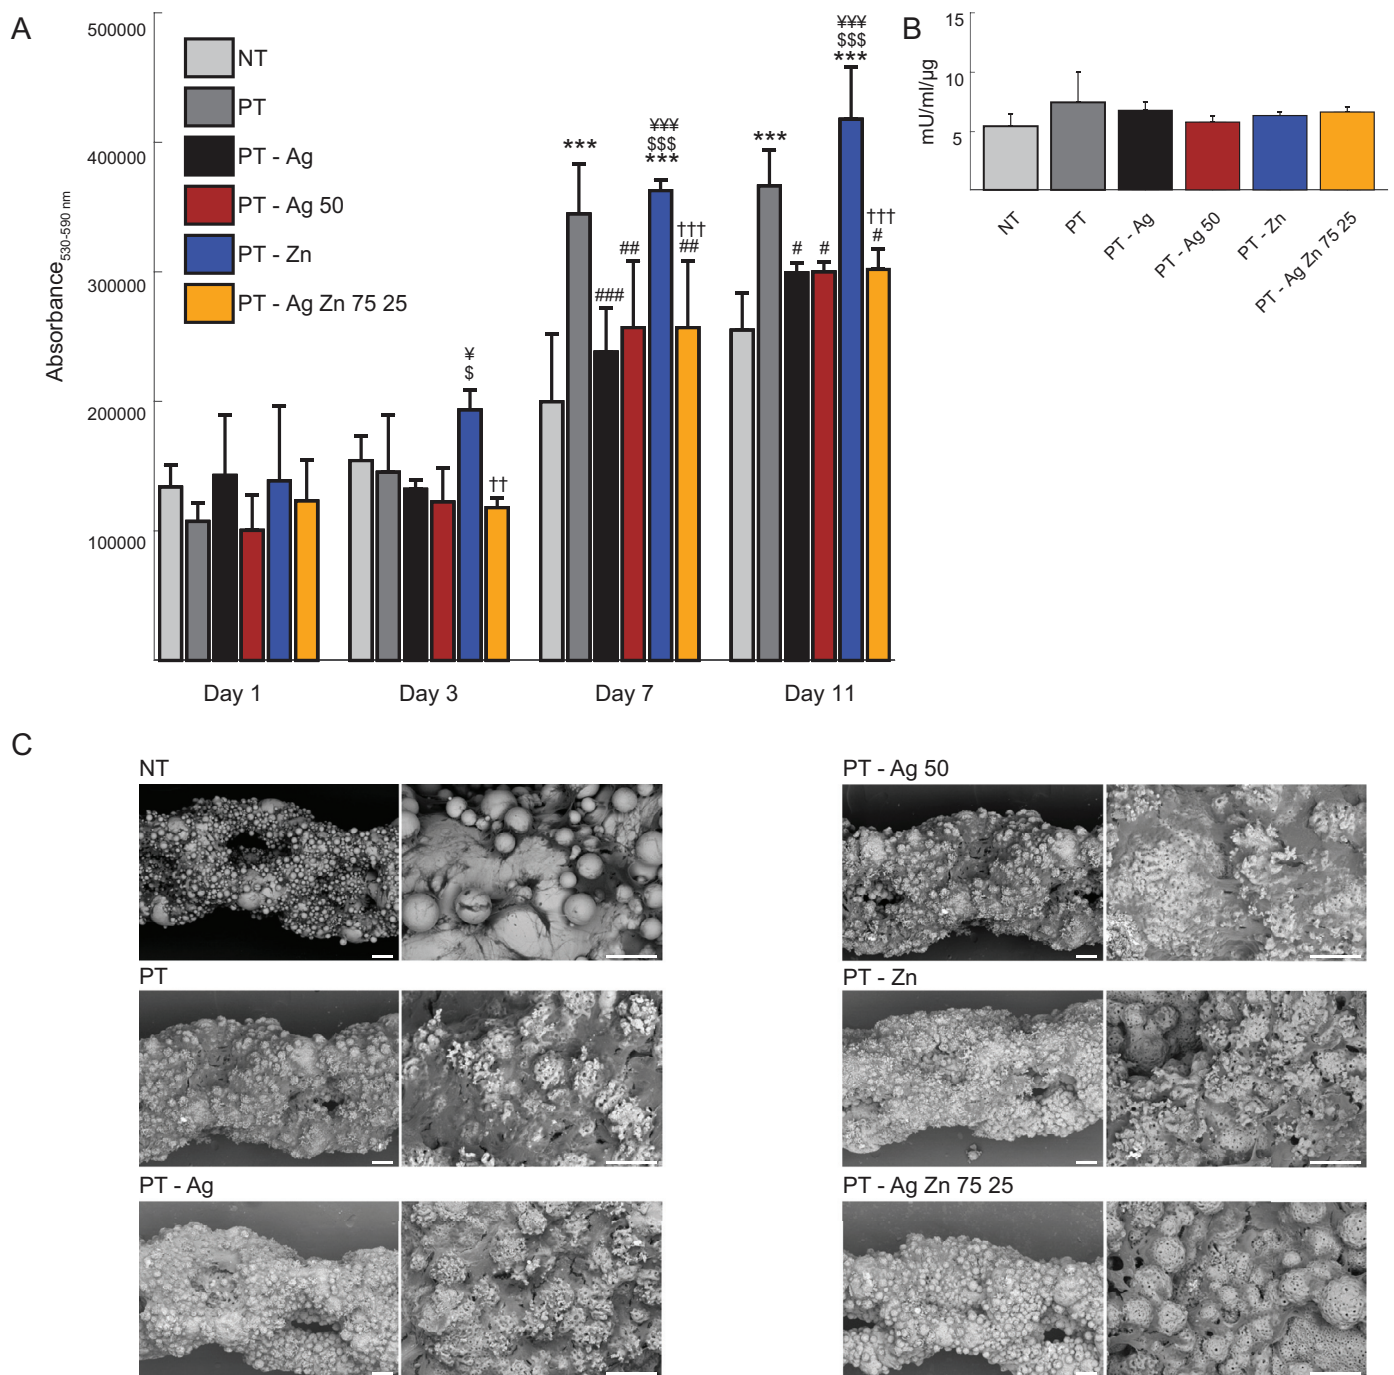 A
500000
400000
300000
200000
100000
Absorbance530-590 nm
NT
PT
PT - Ag
PT - Ag 50
PT - Zn
PT - Ag Zn 75 25
¥
$
††
***
###
##
¥¥¥
$$$
***
†††
##
***
#
#
¥¥¥
$$$
***
†††
#
Day 1
Day 3
Day 7
Day 11
B
15
10
5
mU/ml/µg
NT
PT
PT - Ag
PT - Ag 50
PT - Zn
PT - Ag Zn 75 25
C
NT
PT - Ag 50
PT
PT - Zn
PT - Ag
PT - Ag Zn 75 25